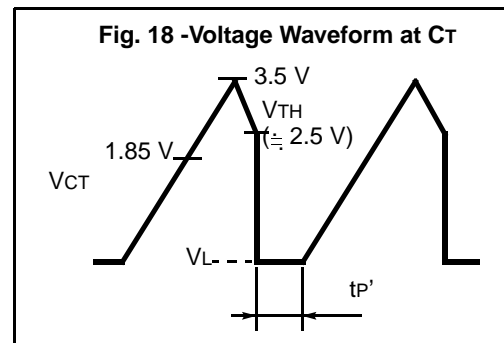 Fig. 18 -Voltage Waveform at CT
3.5 V
VTH
(≒ 2.5 V)
1.85 V
VCT
VL
tP'